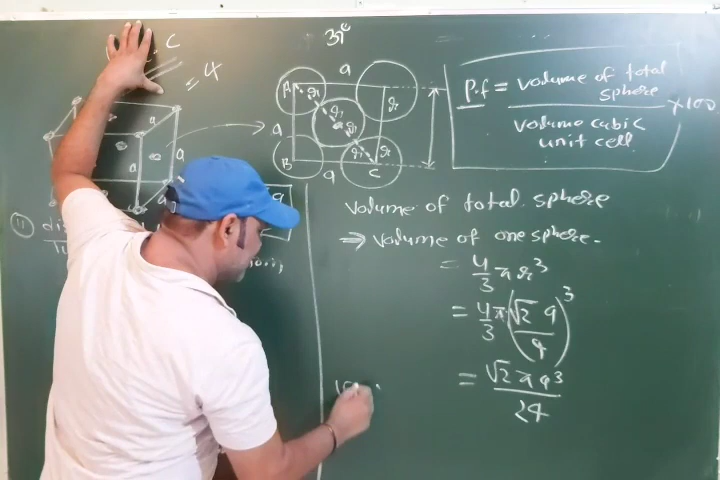 . C
= 4
a
A
r
r
r
r
r
r
a
a
B
C
a
a
a
a
P.f = volume of total
sphere
× 100
volume cubic
unit cell
(11)
volume of total sphere
⇒ volume of one sphere.
= 4/3 π r³
= 4/3 π (√2 a / 4)³
= √2 π a³ / 24